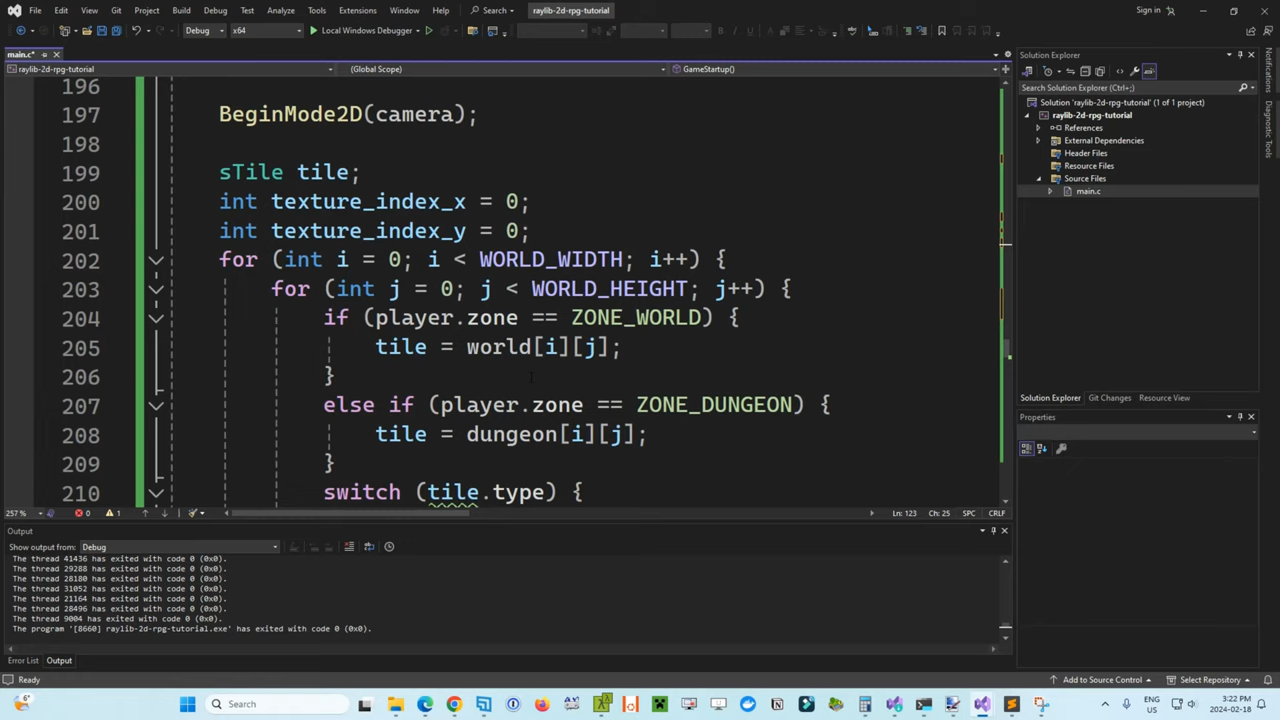 File Edit View Git Project Build Debug Test Analyze Tools Extensions Window Help Search raylib-2d-rpg-tutorial Sign in
Debug x64 Local Windows Debugger
main.c*
raylib-2d-rpg-tutorial (Global Scope) GameStartup()
196
197 BeginMode2D(camera);
198
199 sTile tile;
200 int texture_index_x = 0;
201 int texture_index_y = 0;
202 for (int i = 0; i < WORLD_WIDTH; i++) {
203 for (int j = 0; j < WORLD_HEIGHT; j++) {
204 if (player.zone == ZONE_WORLD) {
205 tile = world[i][j];
206 }
207 else if (player.zone == ZONE_DUNGEON) {
208 tile = dungeon[i][j];
209 }
210 switch (tile.type) {
257 % 0 1 Ln: 123 Ch: 25 SPC CRLF
Output
Show output from: Debug
The thread 41436 has exited with code 0 (0x0).
The thread 29288 has exited with code 0 (0x0).
The thread 28180 has exited with code 0 (0x0).
The thread 31052 has exited with code 0 (0x0).
The thread 21164 has exited with code 0 (0x0).
The thread 28496 has exited with code 0 (0x0).
The thread 9004 has exited with code 0 (0x0).
The program '[8660] raylib-2d-rpg-tutorial.exe' has exited with code 0 (0x0).
Error List Output
Solution Explorer
Search Solution Explorer (Ctrl+;)
Solution 'raylib-2d-rpg-tutorial' (1 of 1 project)
raylib-2d-rpg-tutorial
References
External Dependencies
Header Files
Resource Files
Source Files
main.c
Solution Explorer Git Changes Resource View
Properties
Notifications
Diagnostic Tools
Ready Add to Source Control Select Repository
6° Search ENG US 3:22 PM 2024-02-18